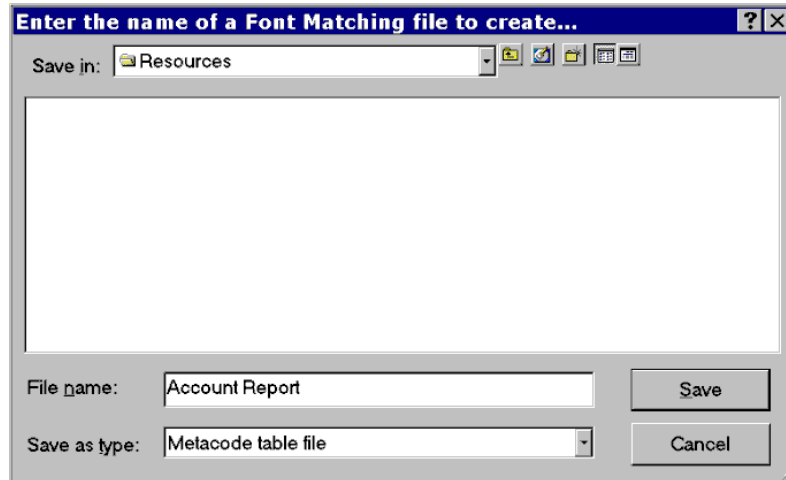 Enter the name of a Font Matching file to create...
Save in: Resources
File name: Account Report Save
Save as type: Metacode table file Cancel